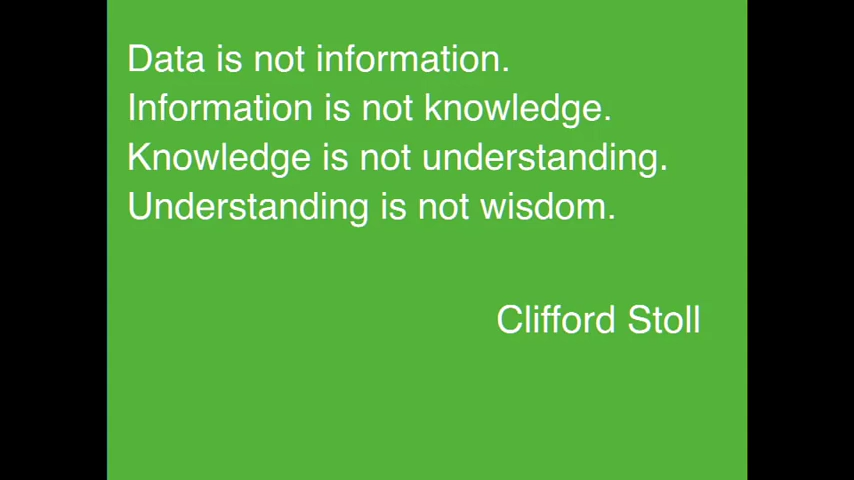 Data is not information.
Information is not knowledge.
Knowledge is not understanding.
Understanding is not wisdom.
Clifford Stoll